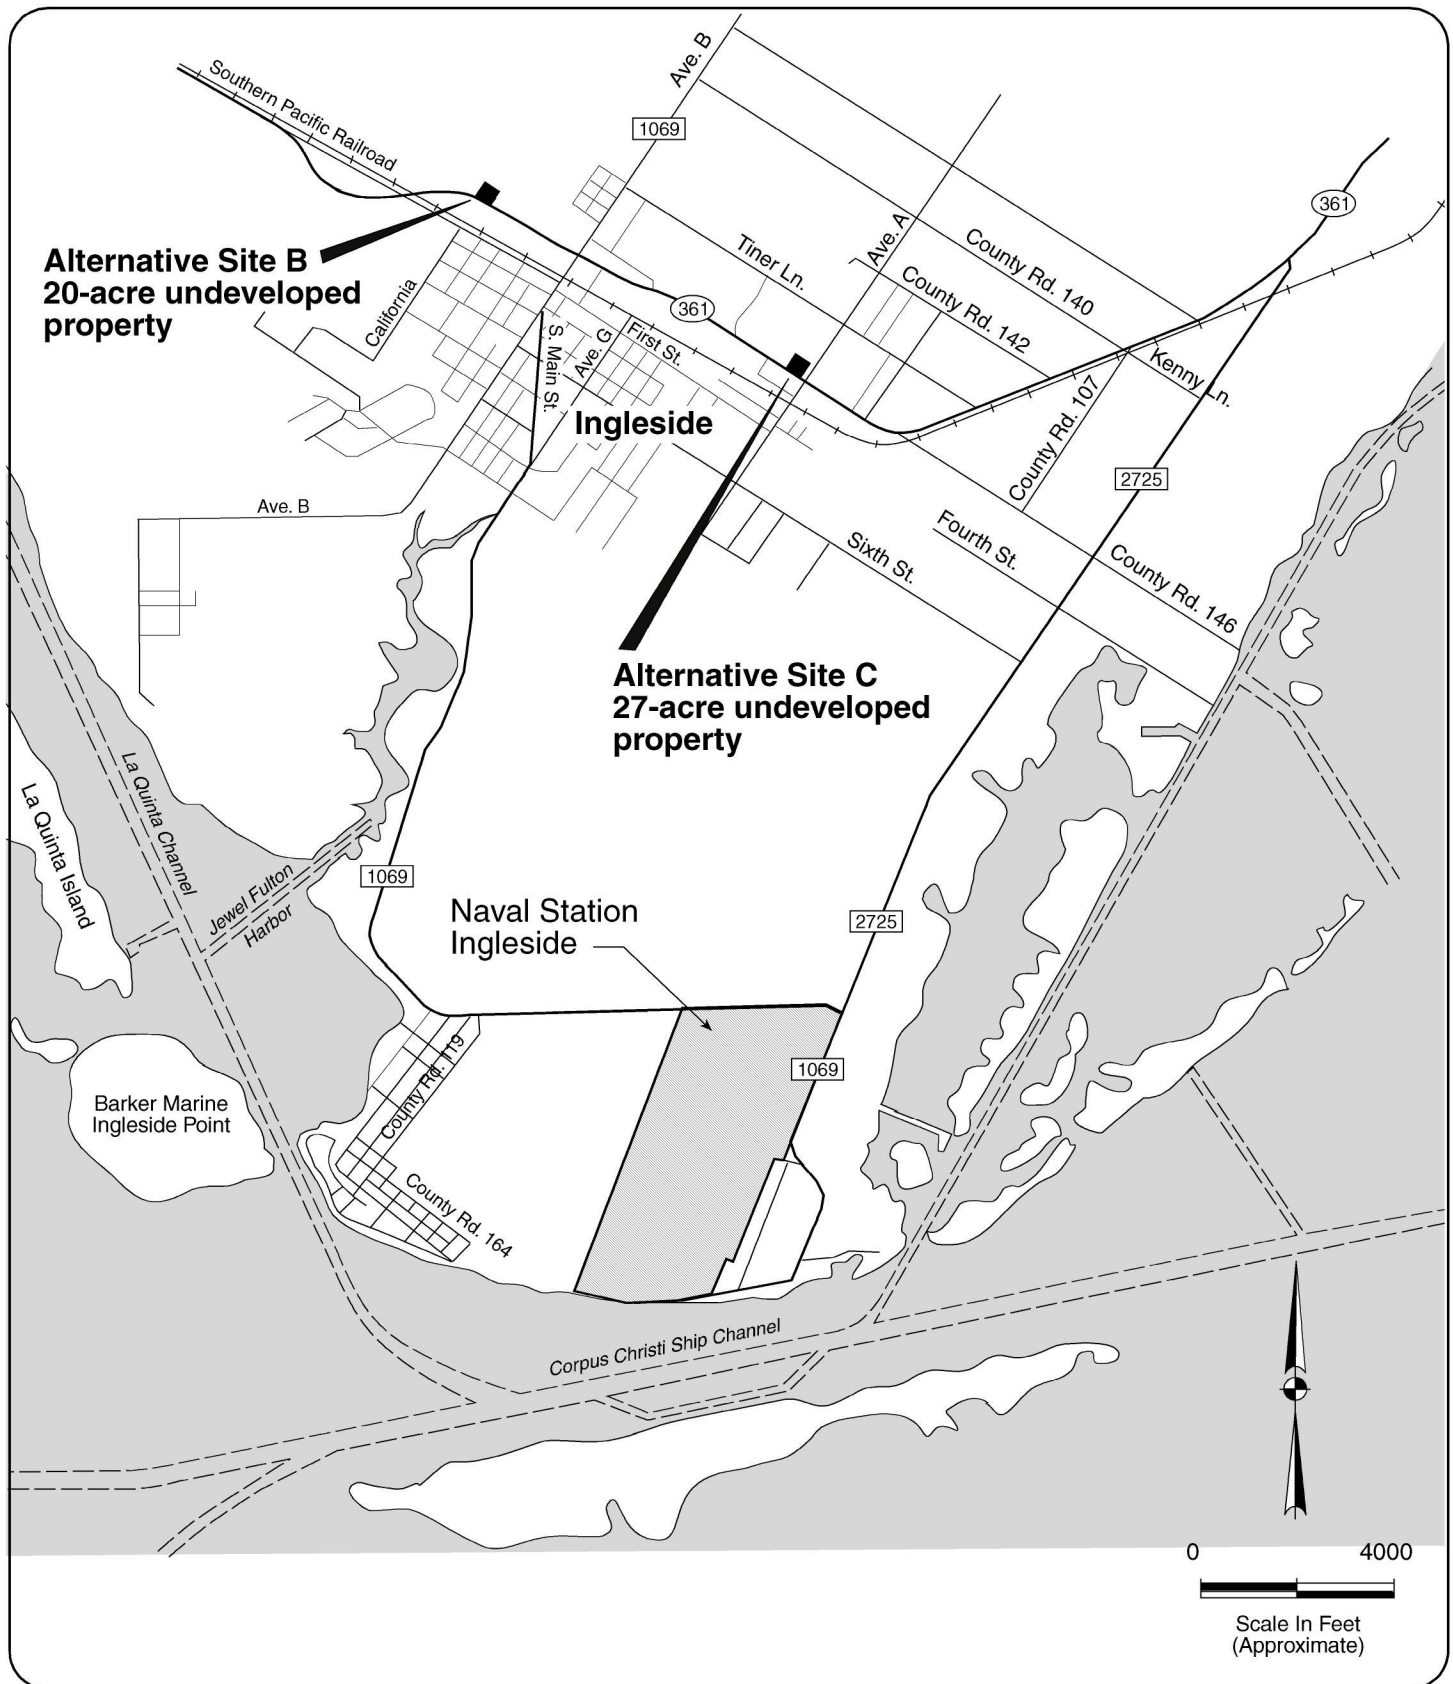 Ave. B
Southern Pacific Railroad
1069
361
Ave. A
Tiner Ln.
County Rd. 140
County Rd. 142
Alternative Site B
20-acre undeveloped
property
California
361
S. Main St.
Ave. G
First St.
Kenny Ln.
County Rd. 107
Ingleside
2725
Ave. B
Fourth St.
Sixth St.
County Rd. 146
Alternative Site C
27-acre undeveloped
property
La Quinta Channel
La Quinta Island
1069
Jewel Fulton
Harbor
Naval Station
Ingleside
2725
County Rd. 119
1069
Barker Marine
Ingleside Point
County Rd. 164
Corpus Christi Ship Channel
0 4000
Scale In Feet
(Approximate)